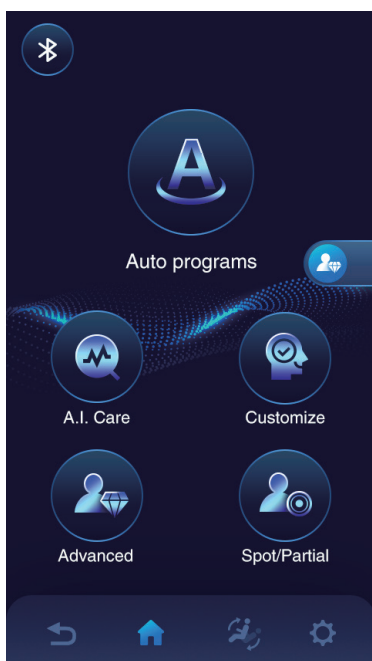 A
Auto programs
A.I. Care
Customize
Advanced
Spot/Partial